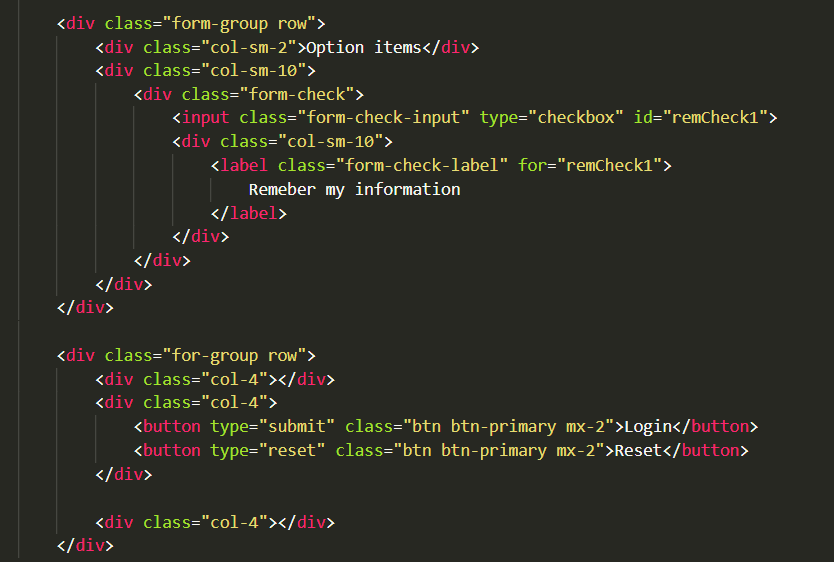 <div class="form-group row">
    <div class="col-sm-2">Option items</div>
    <div class="col-sm-10">
        <div class="form-check">
            <input class="form-check-input" type="checkbox" id="remCheck1">
            <div class="col-sm-10">
                <label class="form-check-label" for="remCheck1">
                    Remeber my information
                </label>
            </div>
        </div>
    </div>
</div>

<div class="for-group row">
    <div class="col-4"></div>
    <div class="col-4">
        <button type="submit" class="btn btn-primary mx-2">Login</button>
        <button type="reset" class="btn btn-primary mx-2">Reset</button>
    </div>

    <div class="col-4"></div>
</div>